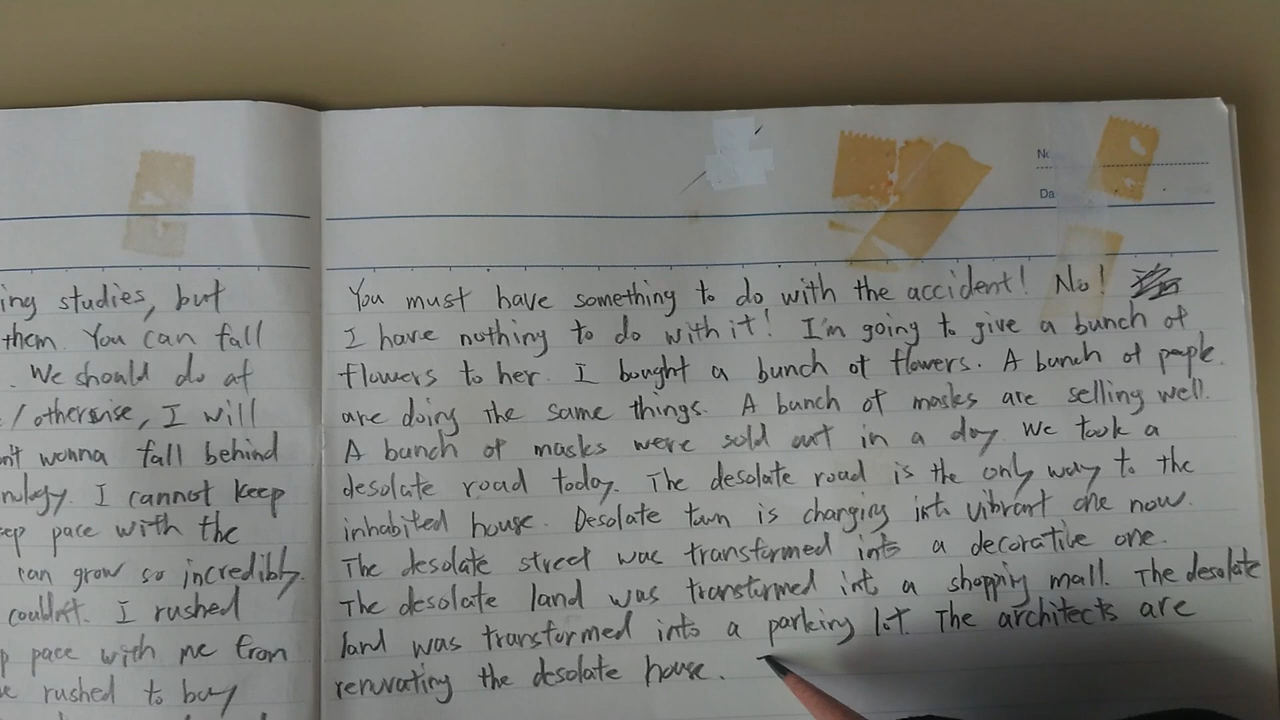 ing studies, but
them. You can fall
. We should do at
/ otherwise, I will
n't wanna fall behind
nology. I cannot keep
eep pace with the
can grow so incredibly.
couldn't. I rushed
p pace with me from
e rushed to buy
No
Da
You must have something to do with the accident! No!
I have nothing to do with it! I'm going to give a bunch of
flowers to her. I bought a bunch of flowers. A bunch of people
are doing the same things. A bunch of masks are selling well.
A bunch of masks were sold out in a day We took a
desolate road today. The desolate road is the only way to the
inhabited house. Desolate town is changing into vibrant one now.
The desolate street was transformed into a decorative one.
The desolate land was transformed into a shopping mall. The desolate
land was transformed into a parking lot. The architects are
renovating the desolate house.